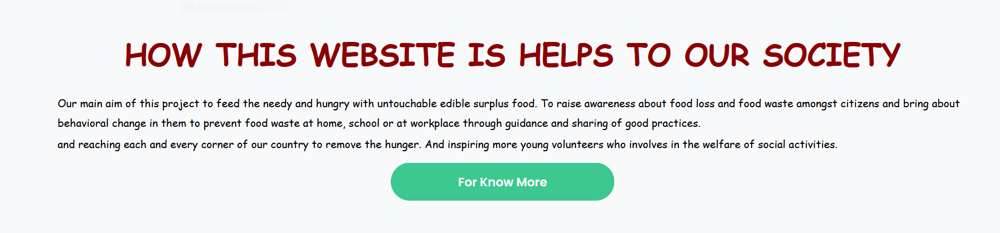 Rectangular Snip
HOW THIS WEBSITE IS HELPS TO OUR SOCIETY
Our main aim of this project to feed the needy and hungry with untouchable edible surplus food. To raise awareness about food loss and food waste amongst citizens and bring about
behavioral change in them to prevent food waste at home, school or at workplace through guidance and sharing of good practices.
and reaching each and every corner of our country to remove the hunger. And inspiring more young volunteers who involves in the welfare of social activities.
For Know More